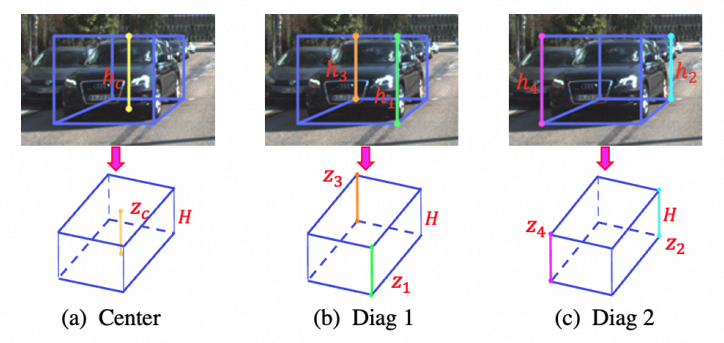 h_c
h_3
h_1
h_4
h_2
z_c
H
z_3
z_1
z_4
H
z_2
(a) Center
(b) Diag 1
(c) Diag 2